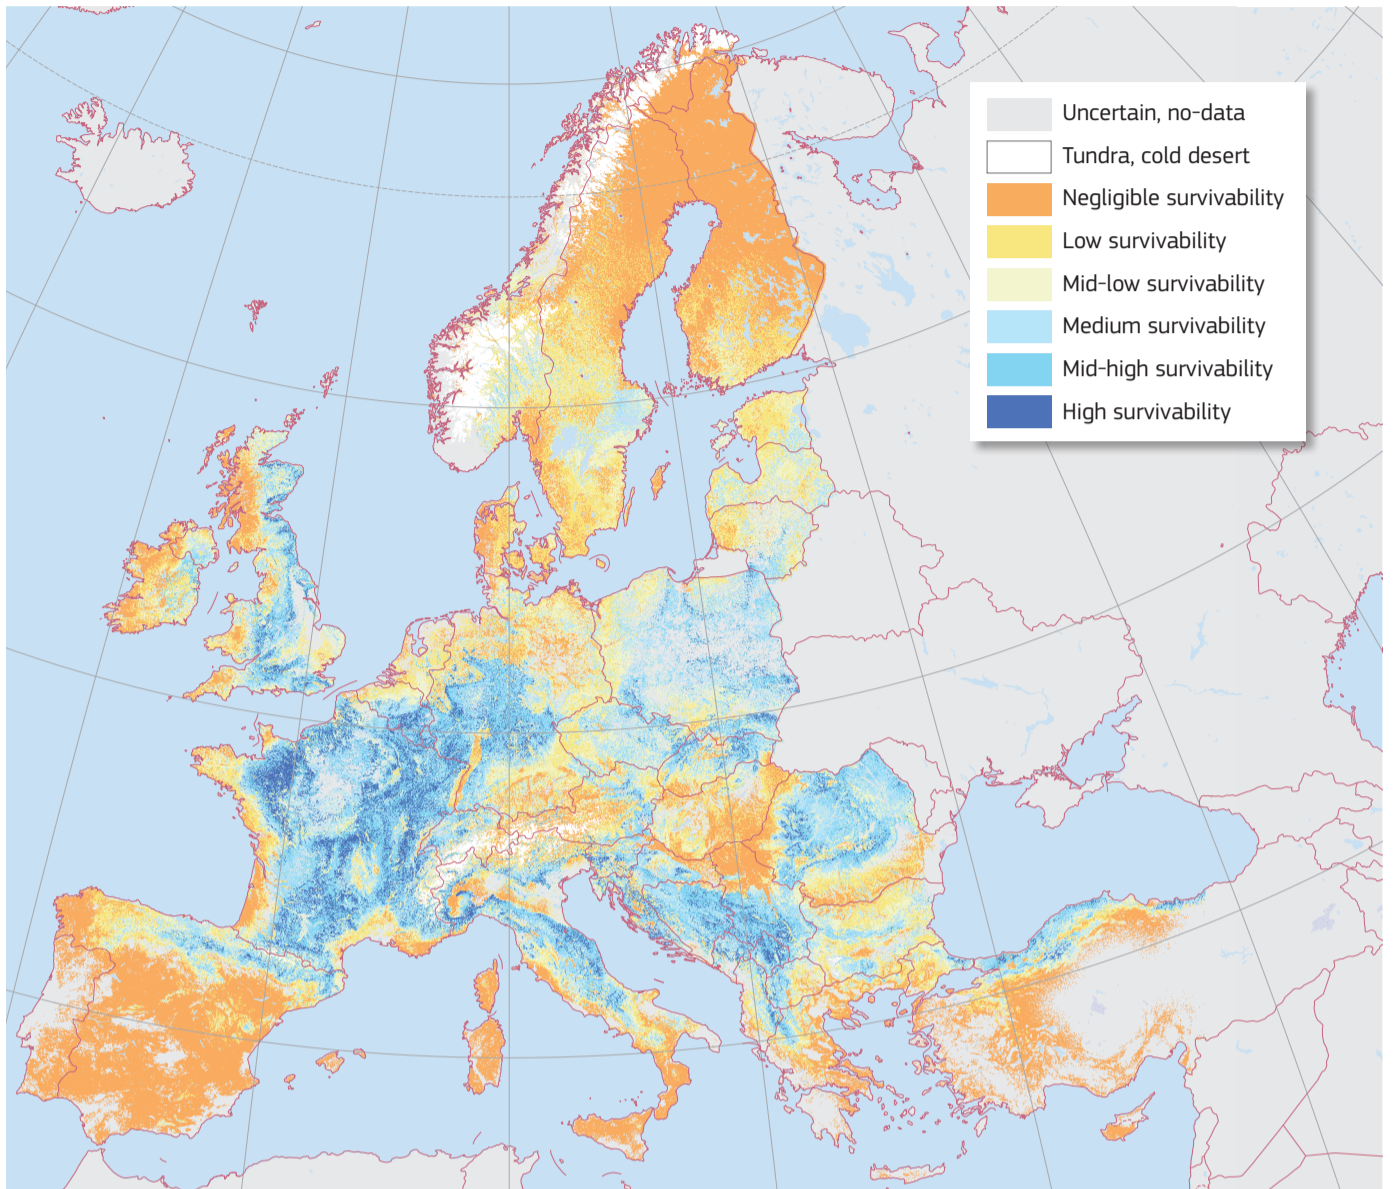 Uncertain, no-data
Tundra, cold desert
Negligible survivability
Low survivability
Mid-low survivability
Medium survivability
Mid-high survivability
High survivability